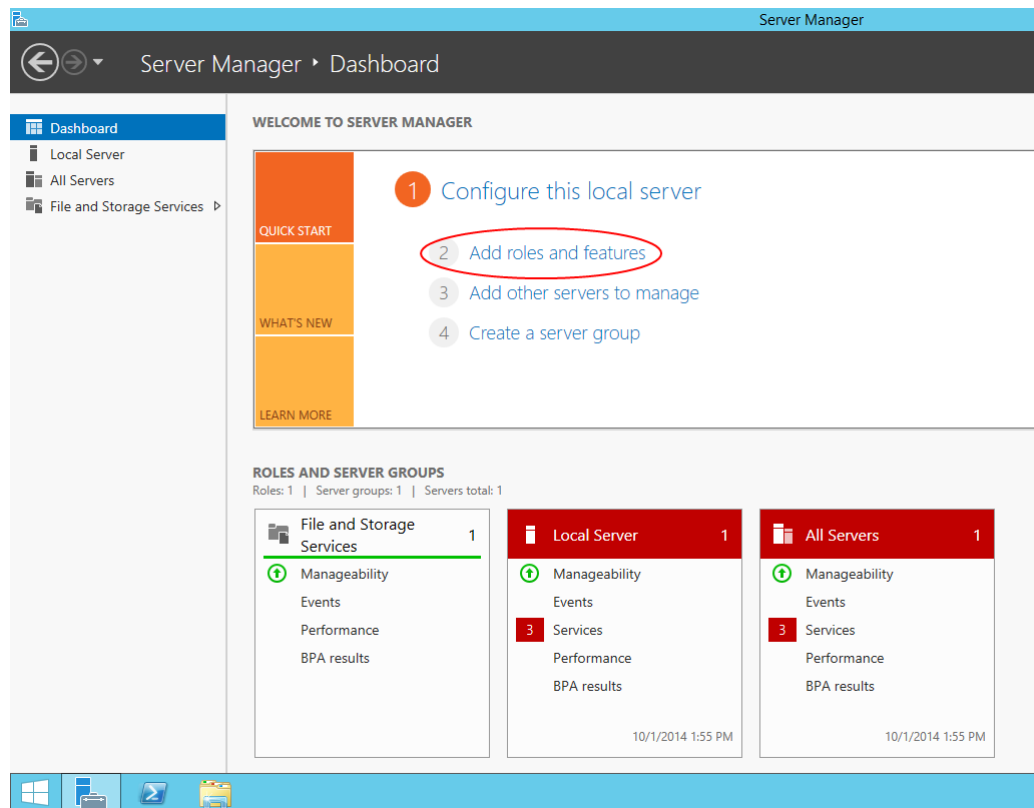 Server Manager
Server Manager ‣ Dashboard
Dashboard
Local Server
All Servers
File and Storage Services
WELCOME TO SERVER MANAGER
QUICK START
WHAT'S NEW
LEARN MORE
1 Configure this local server
2 Add roles and features
3 Add other servers to manage
4 Create a server group
ROLES AND SERVER GROUPS
Roles: 1 | Server groups: 1 | Servers total: 1
File and Storage
Services 1
Manageability
Events
Performance
BPA results
Local Server 1
Manageability
Events
3 Services
Performance
BPA results
10/1/2014 1:55 PM
All Servers 1
Manageability
Events
3 Services
Performance
BPA results
10/1/2014 1:55 PM